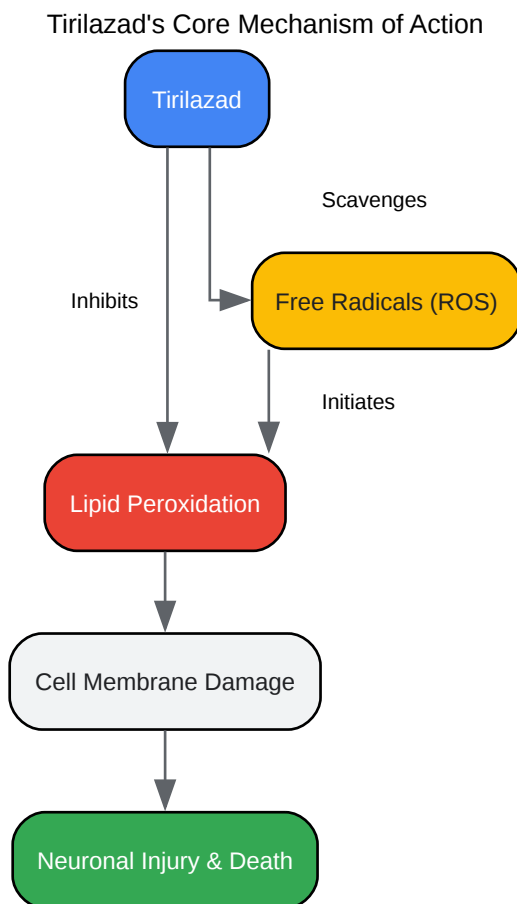 Tirilazad's Core Mechanism of Action
Tirilazad
Scavenges
Inhibits
Free Radicals (ROS)
Initiates
Lipid Peroxidation
Cell Membrane Damage
Neuronal Injury & Death